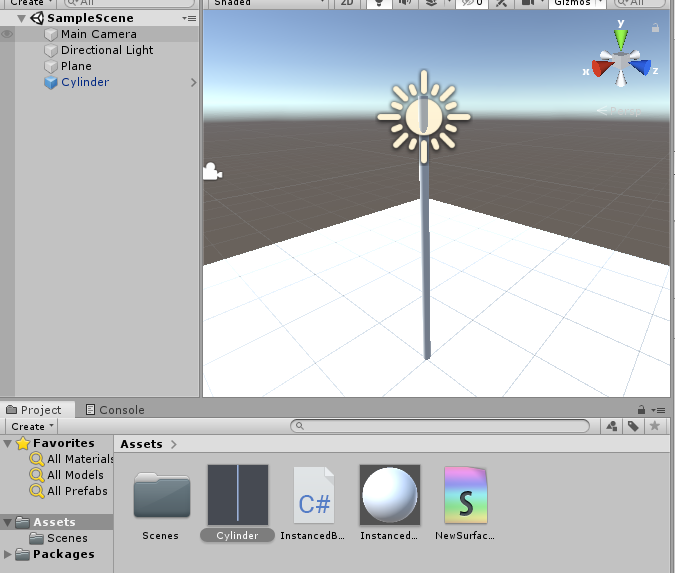 Create All Shaded 2D 0 Gizmos All
SampleScene
Main Camera
Directional Light
Plane
Cylinder
y
x
z
Persp
Project Console
Create
Favorites
All Materials
All Models
All Prefabs
Assets
Scenes
Packages
Assets
C#
S
Scenes Cylinder InstancedB... Instanced... NewSurfac...